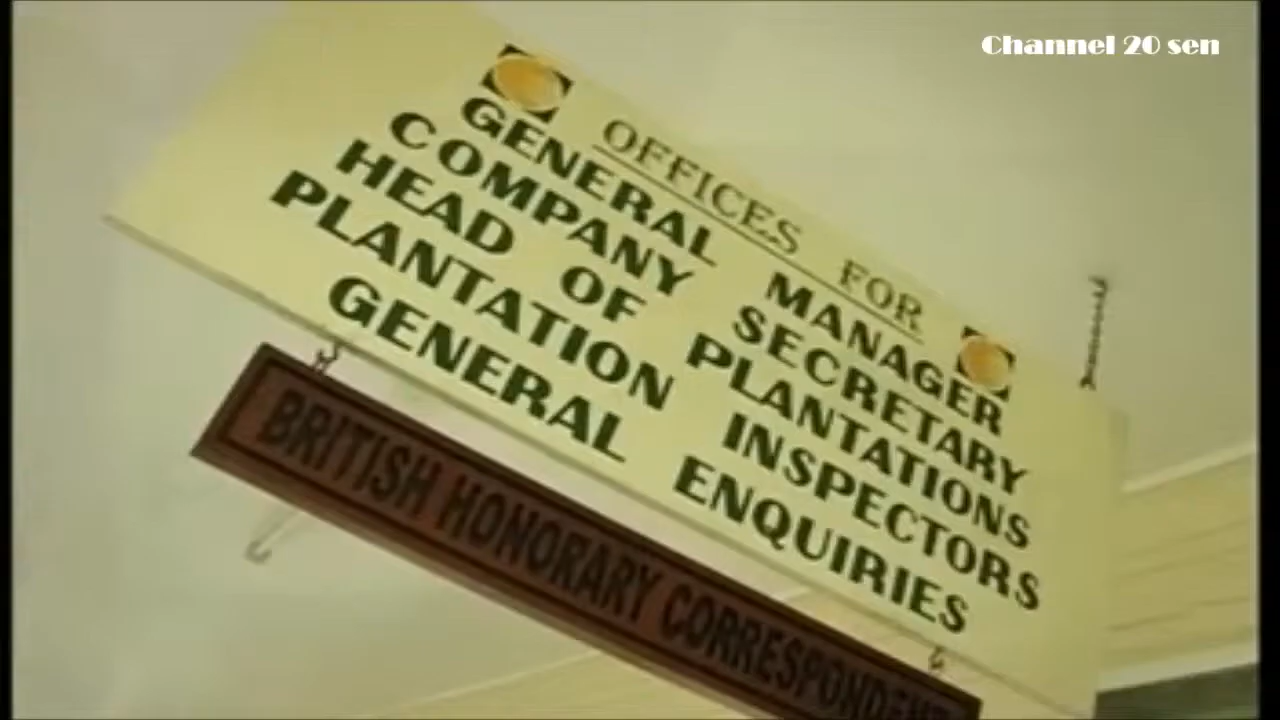 Channel 20 sen
OFFICES FOR
GENERAL MANAGER
COMPANY SECRETARY
HEAD OF PLANTATIONS
PLANTATION INSPECTORS
GENERAL ENQUIRIES
BRITISH HONORARY CORRESPONDENT